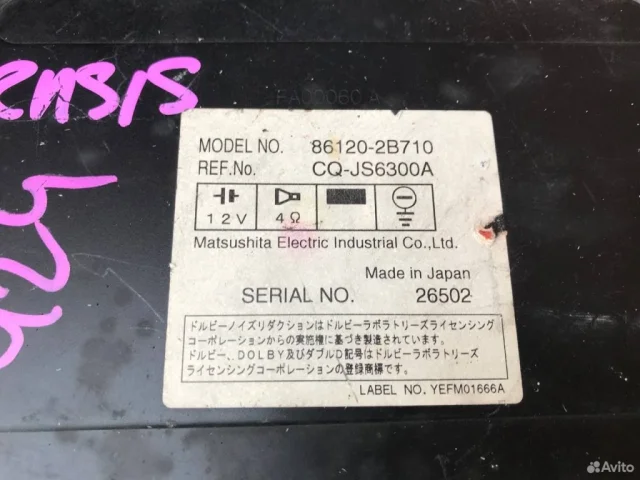 ENSIS
MODEL NO. 86120-2B710
REF.No. CQ-JS6300A
12V 4Ω
Matsushita Electric Industrial Co.,Ltd.
Made in Japan
SERIAL NO. 26502
ドルビーノイズリダクションはドルビーラボラトリーズライセンシング
コーポレーションからの実施権に基づき製造されています。
ドルビー、DOLBY及びダブルD記号はドルビーラボラトリーズ
ライセンシングコーポレーションの登録商標です。
LABEL NO. YEFM01666A
Avito